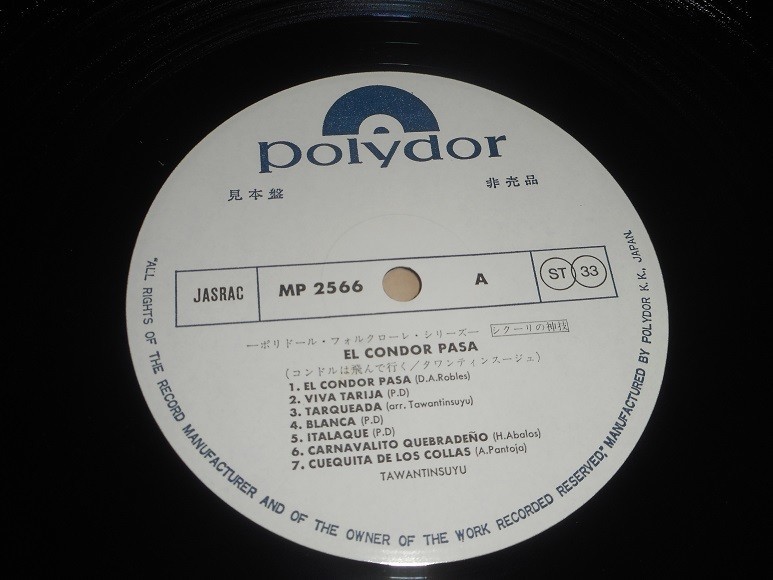 polydor
見本盤 非売品
JASRAC MP 2566 A ST 33
—ポリドール・フォルクローレ・シリーズ— シクーリの神技
EL CONDOR PASA
(コンドルは飛んで行く/タワンティンスージュ)
1. EL CONDOR PASA (D.A.Robles)
2. VIVA TARIJA (P.D)
3. TARQUEADA (arr. Tawantinsuyu)
4. BLANCA (P.D)
5. ITALAQUE (P.D)
6. CARNAVALITO QUEBRADEÑO (H.Abalos)
7. CUEQUITA DE LOS COLLAS (A.Pantoja)
TAWANTINSUYU
"ALL RIGHTS OF THE RECORD MANUFACTURER AND OF THE OWNER OF THE WORK RECORDED RESERVED," MANUFACTURED BY POLYDOR K.K., JAPAN.